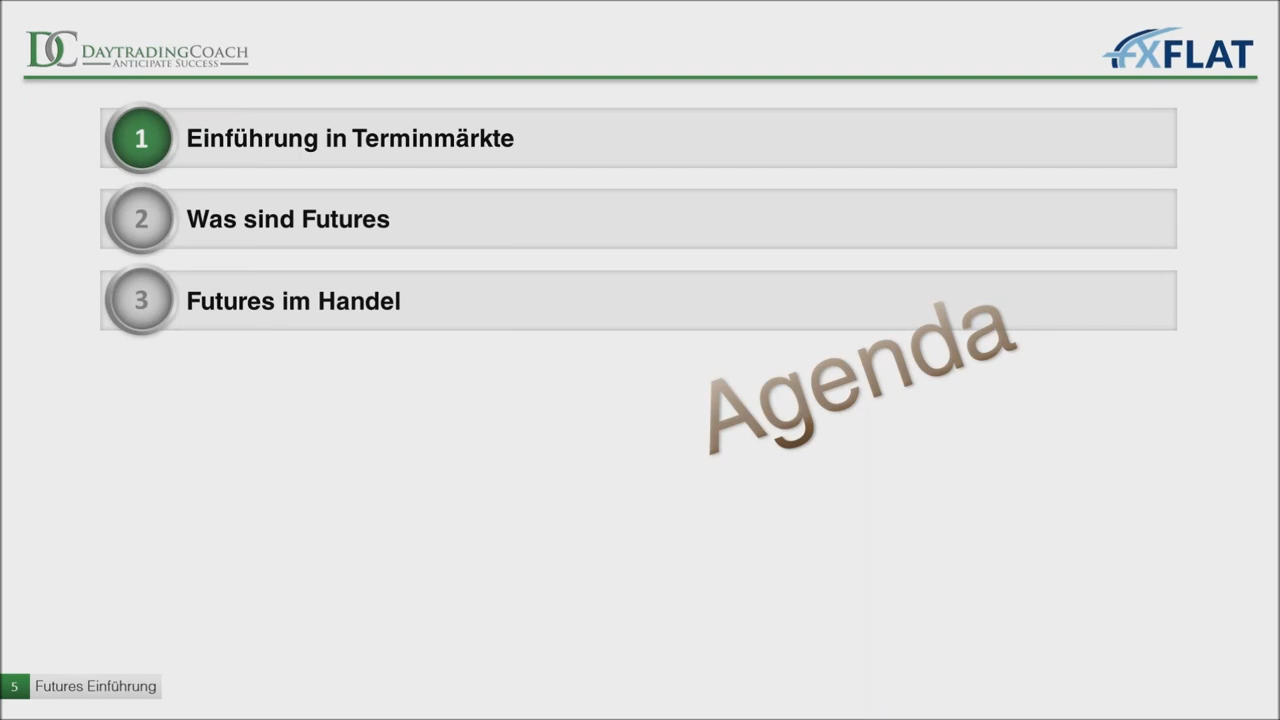 DC DAYTRADINGCOACH
ANTICIPATE SUCCESS
FXFLAT
1 Einführung in Terminmärkte
2 Was sind Futures
3 Futures im Handel
Agenda
5 Futures Einführung